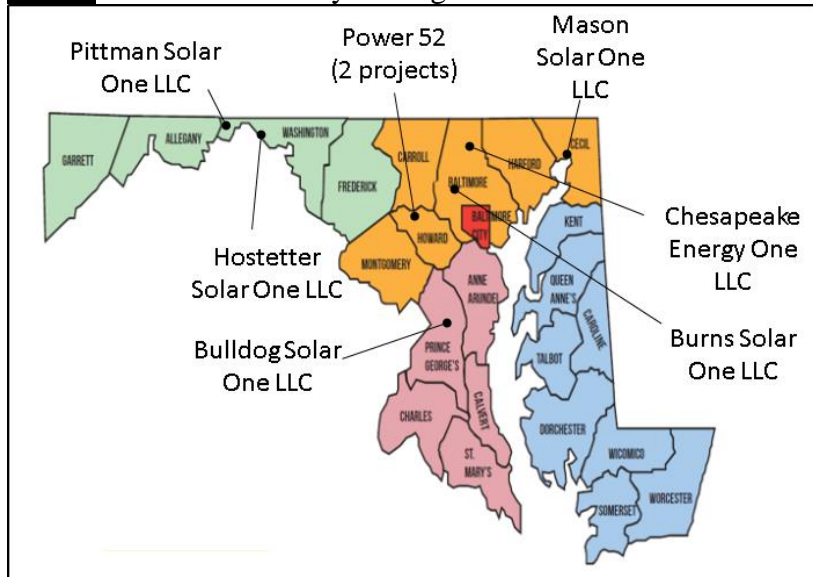 Pittman Solar
One LLC
Power 52
(2 projects)
Mason
Solar One
LLC
GARRETT
ALLEGANY
WASHINGTON
FREDERICK
CARROLL
BALTIMORE
HARFORD
CECIL
BALTIMORE
CITY
HOWARD
MONTGOMERY
KENT
Hostetter
Solar One LLC
Chesapeake
Energy One
LLC
ANNE
ARUNDEL
QUEEN
ANNE'S
CAROLINE
Bulldog Solar
One LLC
PRINCE
GEORGE'S
TALBOT
Burns Solar
One LLC
CHARLES
CALVERT
DORCHESTER
ST.
MARY'S
WICOMICO
SOMERSET
WORCESTER